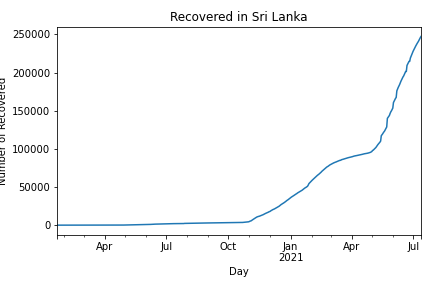 Recovered in Sri Lanka
Number of Recovered
250000
200000
150000
100000
50000
0
Apr Jul Oct Jan Apr Jul
2021
Day